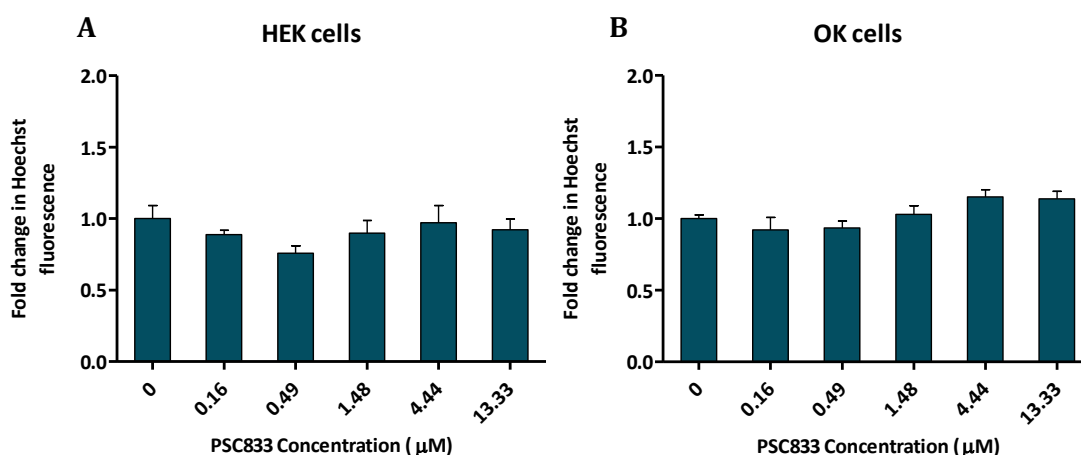 A
HEK cells
Fold change in Hoechst
fluorescence
2.0
1.5
1.0
0.5
0.0
0
0.16
0.49
1.48
4.44
13.33
PSC833 Concentration ( μM)
B
OK cells
Fold change in Hoechst
fluorescence
2.0
1.5
1.0
0.5
0.0
0
0.16
0.49
1.48
4.44
13.33
PSC833 Concentration ( μM)